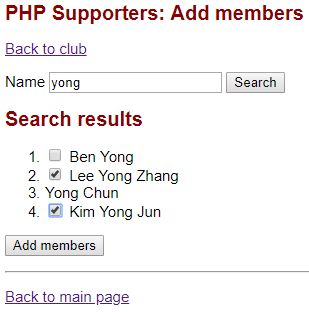 PHP Supporters: Add members
Back to club
Name yong Search
Search results
1. Ben Yong
2. Lee Yong Zhang
3. Yong Chun
4. Kim Yong Jun
Add members
Back to main page